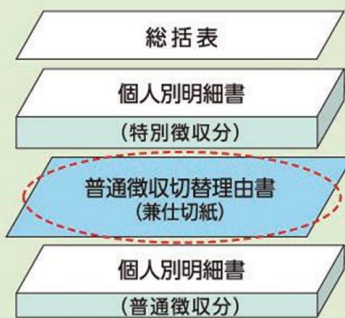 総括表
個人別明細書
(特別徴収分)
普通徴収切替理由書
(兼仕切紙)
個人別明細書
(普通徴収分)